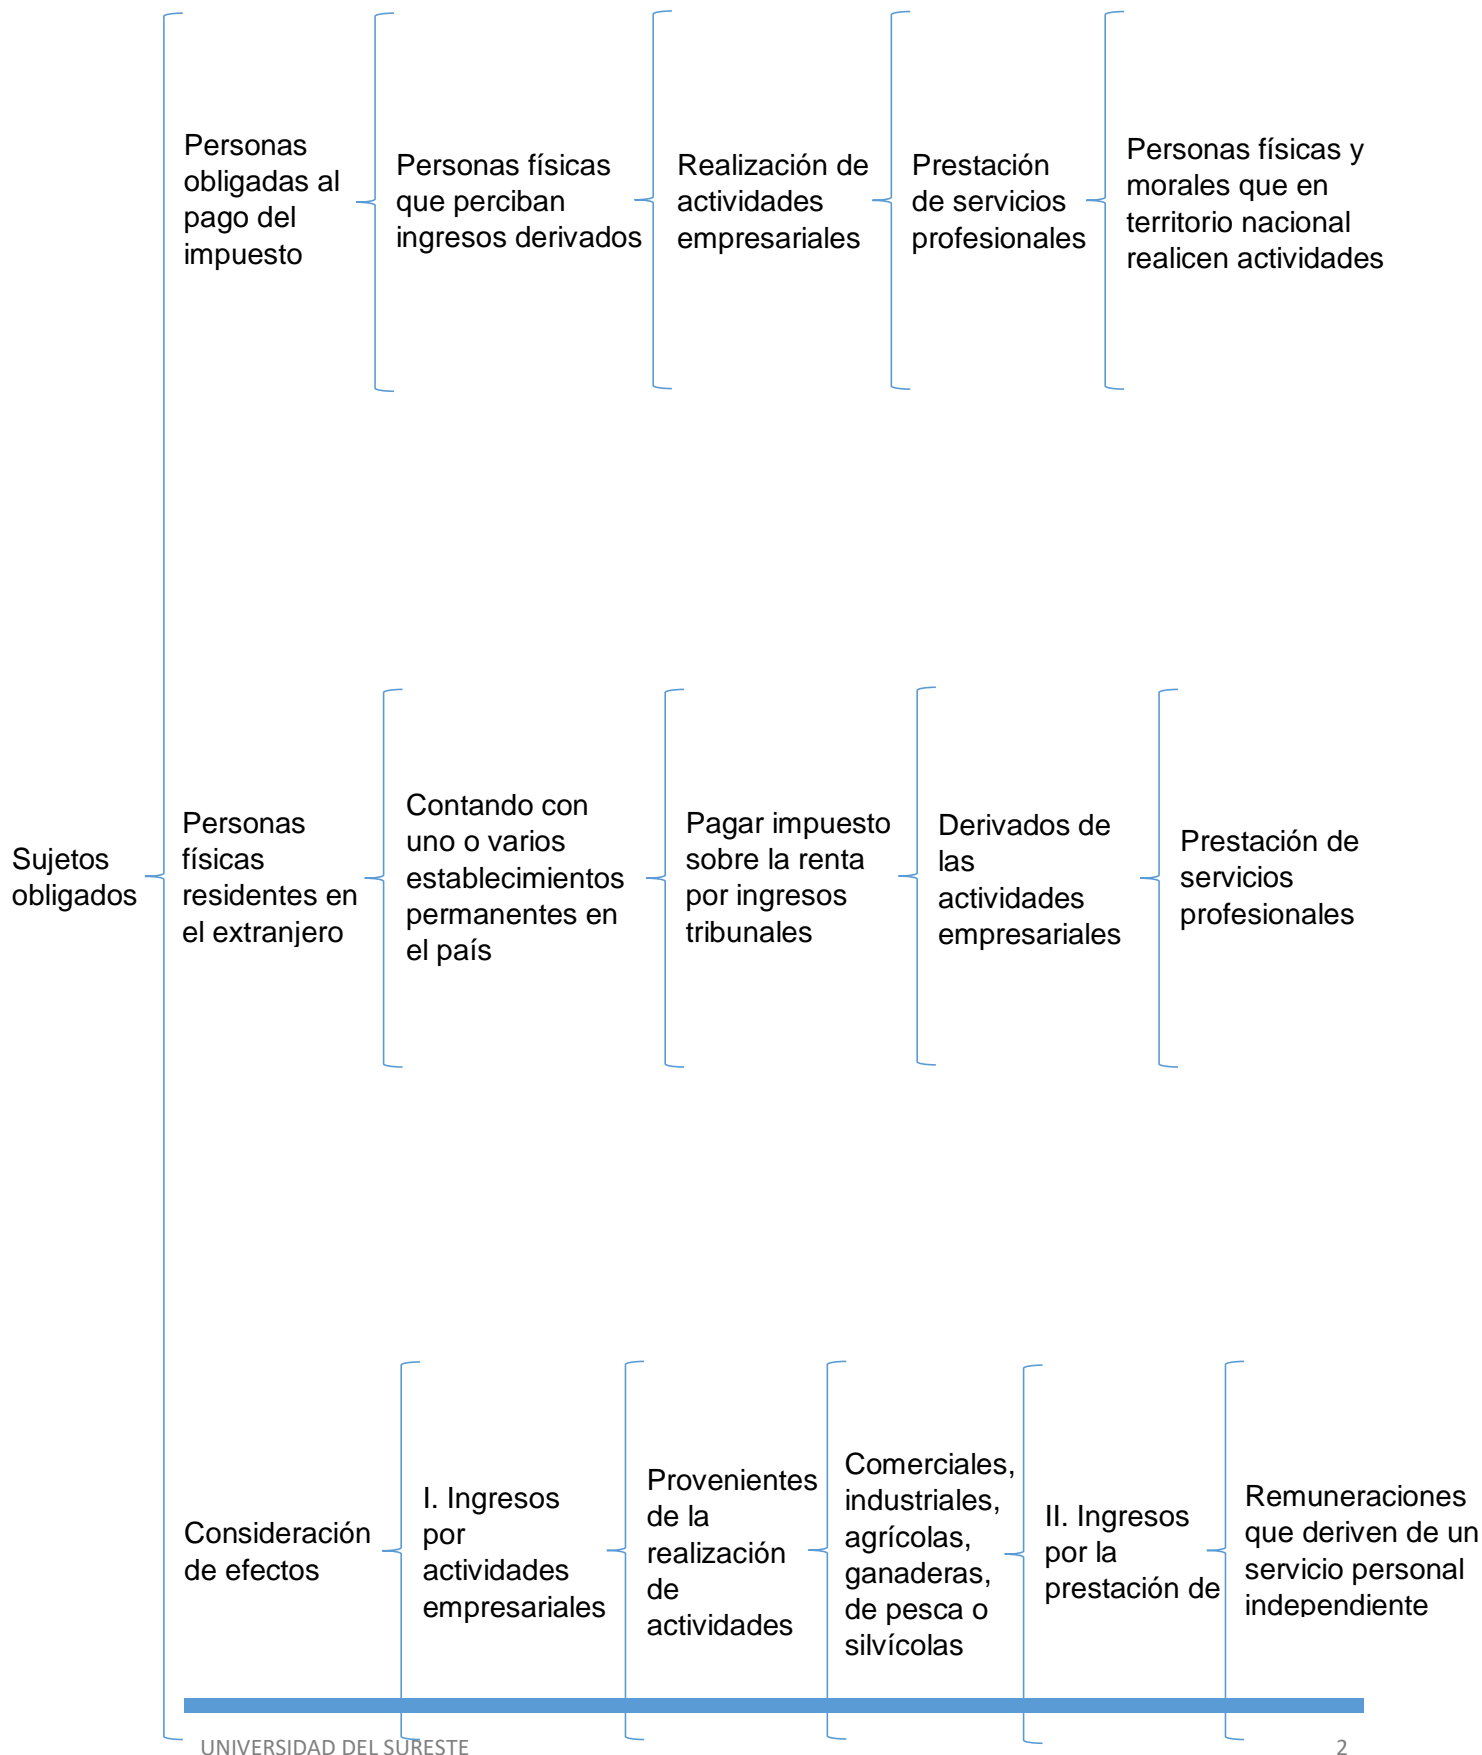 Sujetos
obligados
Personas
obligadas al
pago del
impuesto
Personas físicas
que perciban
ingresos derivados
Realización de
actividades
empresariales
Prestación
de servicios
profesionales
Personas físicas y
morales que en
territorio nacional
realicen actividades
Personas
físicas
residentes en
el extranjero
Contando con
uno o varios
establecimientos
permanentes en
el país
Pagar impuesto
sobre la renta
por ingresos
tribunales
Derivados de
las
actividades
empresariales
Prestación de
servicios
profesionales
Consideración
de efectos
I. Ingresos
por
actividades
empresariales
Provenientes
de la
realización
de
actividades
Comerciales,
industriales,
agrícolas,
ganaderas,
de pesca o
silvícolas
II. Ingresos
por la
prestación de
Remuneraciones
que deriven de un
servicio personal
independiente
UNIVERSIDAD DEL SURESTE 2